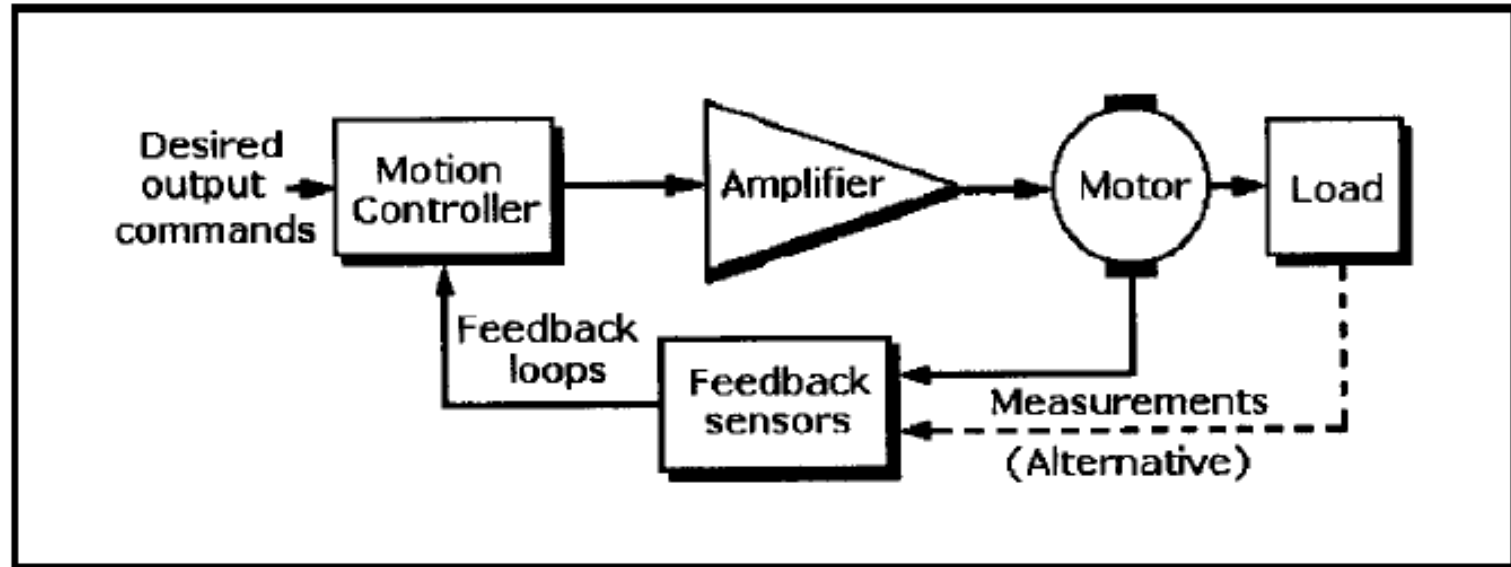 Desired
output
commands
Motion
Controller
Amplifier
Motor
Load
Feedback
loops
Feedback
sensors
Measurements
(Alternative)